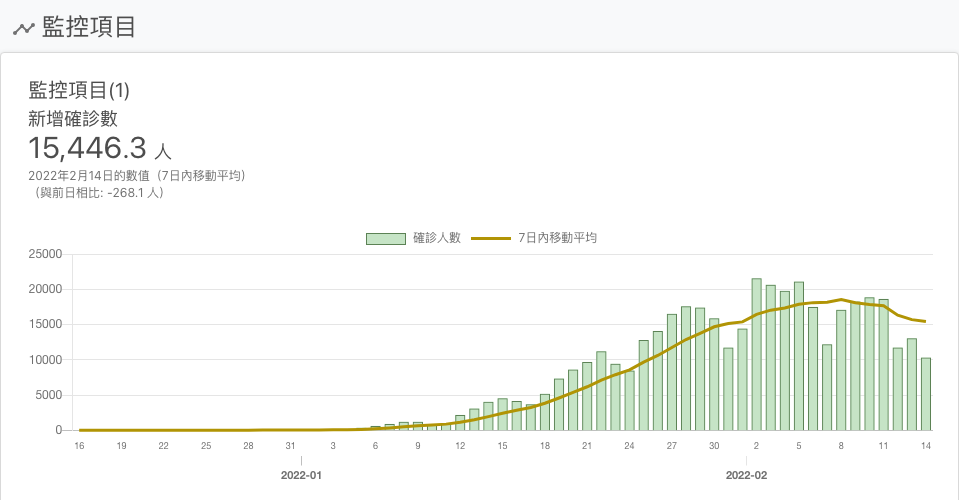 監控項目
監控項目(1)
新增確診數
15,446.3 人
2022年2月14日的數值（7日內移動平均）
（與前日相比: -268.1 人）
確診人數 7日內移動平均
25000
20000
15000
10000
5000
0
16 19 22 25 28 31 3 6 9 12 15 18 21 24 27 30 2 5 8 11 14
2022-01 2022-02